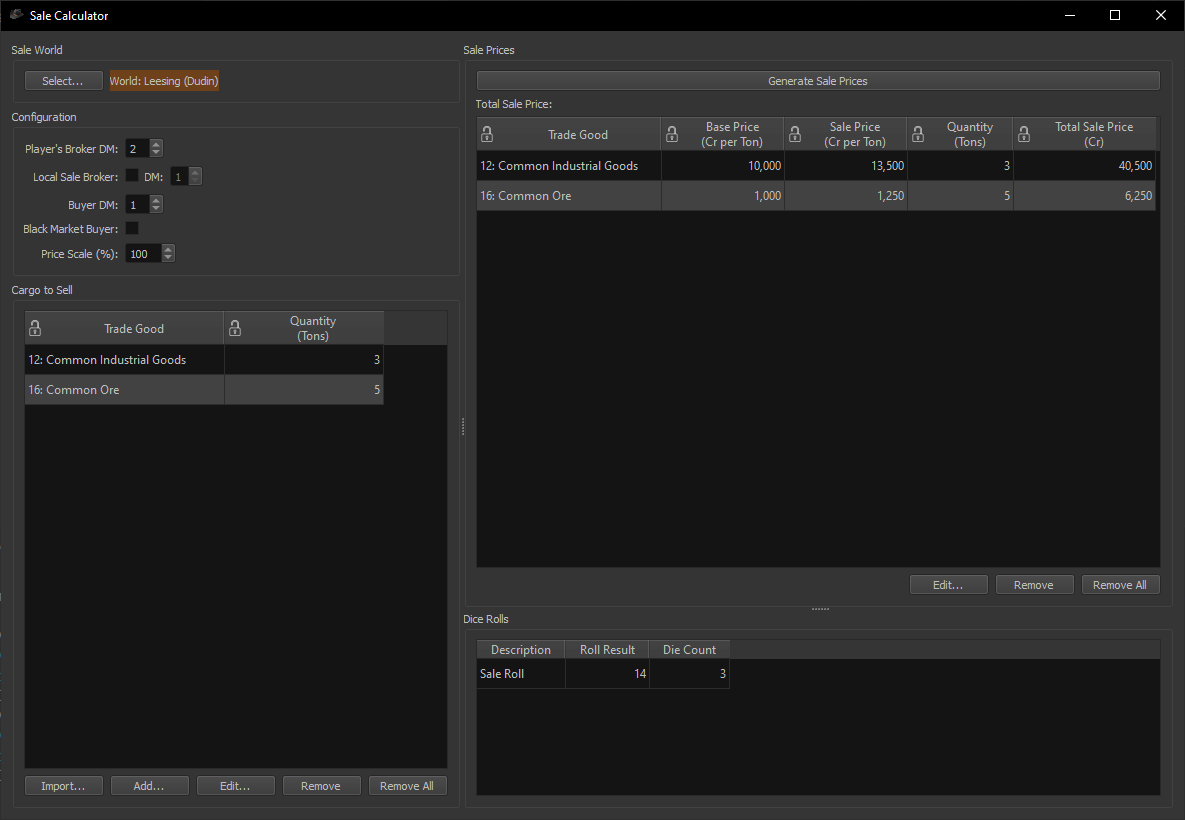 Sale Calculator
Sale World
Select...
World: Leesing (Dudin)
Configuration
Player's Broker DM: 2
Local Sale Broker: DM: 1
Buyer DM: 1
Black Market Buyer:
Price Scale (%): 100
Cargo to Sell
Trade Good Quantity
(Tons)
12: Common Industrial Goods 3
16: Common Ore 5
Import... Add... Edit... Remove Remove All
Sale Prices
Generate Sale Prices
Total Sale Price:
Trade Good Base Price
(Cr per Ton) Sale Price
(Cr per Ton) Quantity
(Tons) Total Sale Price
(Cr)
12: Common Industrial Goods 10,000 13,500 3 40,500
16: Common Ore 1,000 1,250 5 6,250
Edit... Remove Remove All
Dice Rolls
Description Roll Result Die Count
Sale Roll 14 3